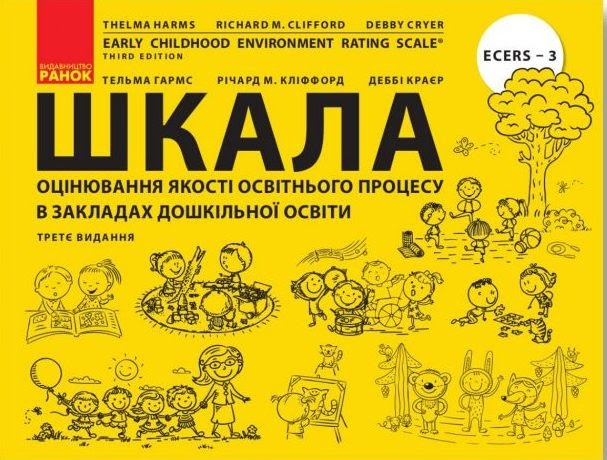 THELMA HARMS RICHARD M. CLIFFORD DEBBY CRYER
EARLY CHILDHOOD ENVIRONMENT RATING SCALE®
THIRD EDITION
ECERS – 3
ВИДАВНИЦТВО
РАНОК
ТЕЛЬМА ГАРМС РІЧАРД М. КЛІФФОРД ДЕББІ КРАЄР
ШКАЛА
ОЦІНЮВАННЯ ЯКОСТІ ОСВІТНЬОГО ПРОЦЕСУ
В ЗАКЛАДАХ ДОШКІЛЬНОЇ ОСВІТИ
ТРЕТЄ ВИДАННЯ